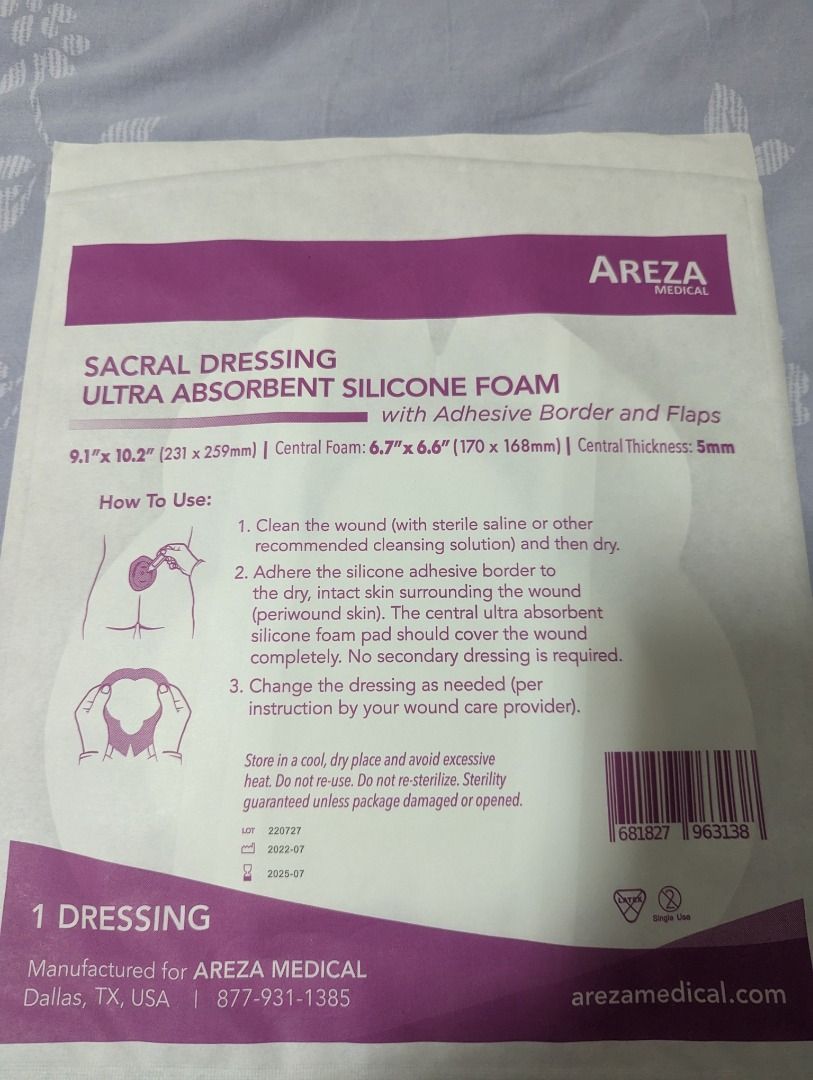 AREZA
MEDICAL
SACRAL DRESSING
ULTRA ABSORBENT SILICONE FOAM
with Adhesive Border and Flaps
9.1"x 10.2" (231 x 259mm) | Central Foam: 6.7"x 6.6" (170 x 168mm) | Central Thickness: 5mm
How To Use:
1. Clean the wound (with sterile saline or other
recommended cleansing solution) and then dry.
2. Adhere the silicone adhesive border to
the dry, intact skin surrounding the wound
(periwound skin). The central ultra absorbent
silicone foam pad should cover the wound
completely. No secondary dressing is required.
3. Change the dressing as needed (per
instruction by your wound care provider).
Store in a cool, dry place and avoid excessive
heat. Do not re-use. Do not re-sterilize. Sterility
guaranteed unless package damaged or opened.
LOT 220727
2022-07
2025-07
681827 963138
LATEX
2
Single Use
1 DRESSING
Manufactured for AREZA MEDICAL
Dallas, TX, USA | 877-931-1385
arezamedical.com